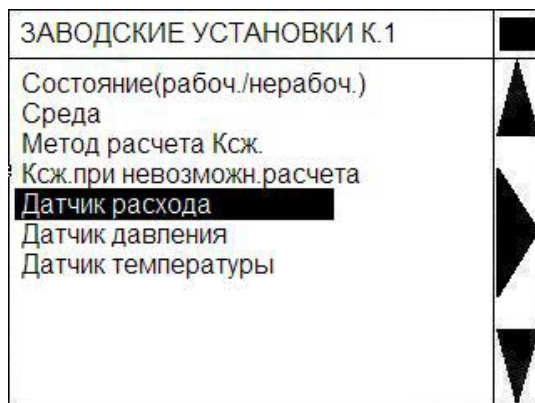 ЗАВОДСКИЕ УСТАНОВКИ К.1
Состояние(рабоч./нерабоч.)
Среда
Метод расчета Ксж.
Ксж.при невозможн.расчета
Датчик расхода
Датчик давления
Датчик температуры